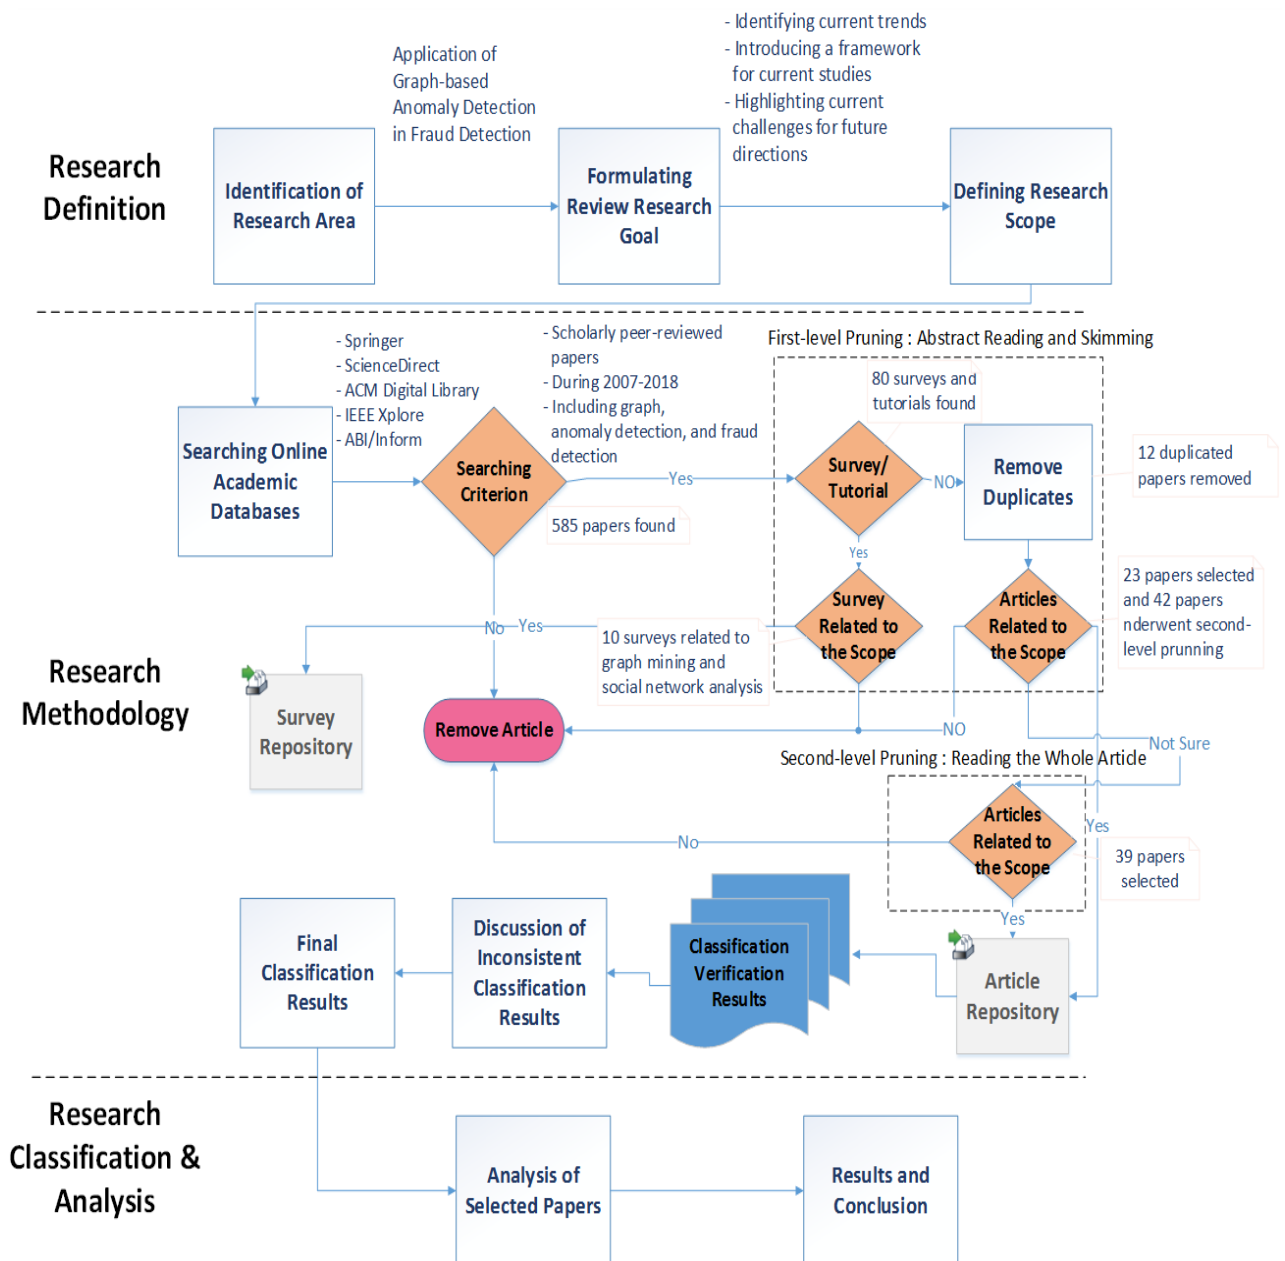 Application of
Graph-based
Anomaly Detection
in Fraud Detection
- Identifying current trends
- Introducing a framework
for current studies
- Highlighting current
challenges for future
directions
Research
Definition
Identification of
Research Area
Formulating
Review Research
Goal
Defining Research
Scope
- Springer
- ScienceDirect
- ACM Digital Library
- IEEE Xplore
- ABI/Inform
- Scholarly peer-reviewed
papers
- During 2007-2018
- Including graph,
anomaly detection, and fraud
detection
First-level Pruning : Abstract Reading and Skimming
80 surveys and
tutorials found
Searching Online
Academic
Databases
Searching
Criterion
Yes
585 papers found
Survey/
Tutorial
NO
Remove
Duplicates
12 duplicated
papers removed
Yes
Survey
Related to
the Scope
Articles
Related to
the Scope
23 papers selected
and 42 papers
nderwent second-
level prunning
No
Yes
10 surveys related to
graph mining and
social network analysis
Research
Methodology
Survey
Repository
Remove Article
NO
Not Sure
Second-level Pruning : Reading the Whole Article
Articles
Related to
the Scope
Yes
No
39 papers
selected
Yes
Final
Classification
Results
Discussion of
Inconsistent
Classification
Results
Classification
Verification
Results
Article
Repository
Research
Classification &
Analysis
Analysis of
Selected Papers
Results and
Conclusion